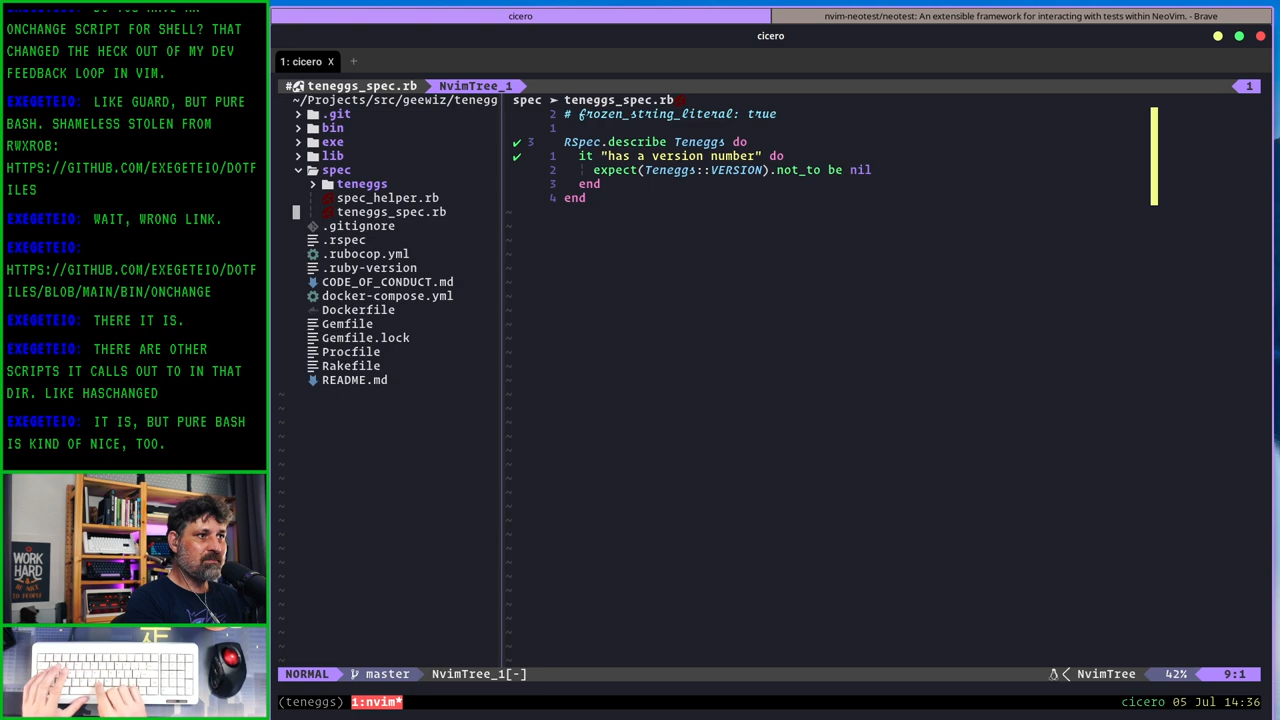 ONCHANGE SCRIPT FOR SHELL? THAT
CHANGED THE HECK OUT OF MY DEV
FEEDBACK LOOP IN VIM.
EXEGETEIO: LIKE GUARD, BUT PURE
BASH. SHAMELESS STOLEN FROM
RWXROB:
HTTPS://GITHUB.COM/EXEGETEIO/DOTF
ILES
EXEGETEIO: WAIT, WRONG LINK.
EXEGETEIO:
HTTPS://GITHUB.COM/EXEGETEIO/DOTF
ILES/BLOB/MAIN/BIN/ONCHANGE
EXEGETEIO: THERE IT IS.
EXEGETEIO: THERE ARE OTHER
SCRIPTS IT CALLS OUT TO IN THAT
DIR. LIKE HASCHANGED
EXEGETEIO: IT IS, BUT PURE BASH
IS KIND OF NICE, TOO.
WORK
HARD
cicero
nvim-neotest/neotest: An extensible framework for interacting with tests within NeoVim. - Brave
cicero
1: cicero X +
# teneggs_spec.rb NvimTree_1 1
~/Projects/src/geewiz/tenegg
.git
bin
exe
lib
spec
teneggs
spec_helper.rb
teneggs_spec.rb
.gitignore
.rspec
.rubocop.yml
.ruby-version
CODE_OF_CONDUCT.md
docker-compose.yml
Dockerfile
Gemfile
Gemfile.lock
Procfile
Rakefile
README.md
spec ➤ teneggs_spec.rb
2 # frozen_string_literal: true
1
✔ 3 RSpec.describe Teneggs do
✔ 1 it "has a version number" do
2 expect(Teneggs::VERSION).not_to be nil
3 end
4 end
NORMAL master NvimTree_1[-] NvimTree 42% 9:1
(teneggs) 1:nvim* cicero 05 Jul 14:36